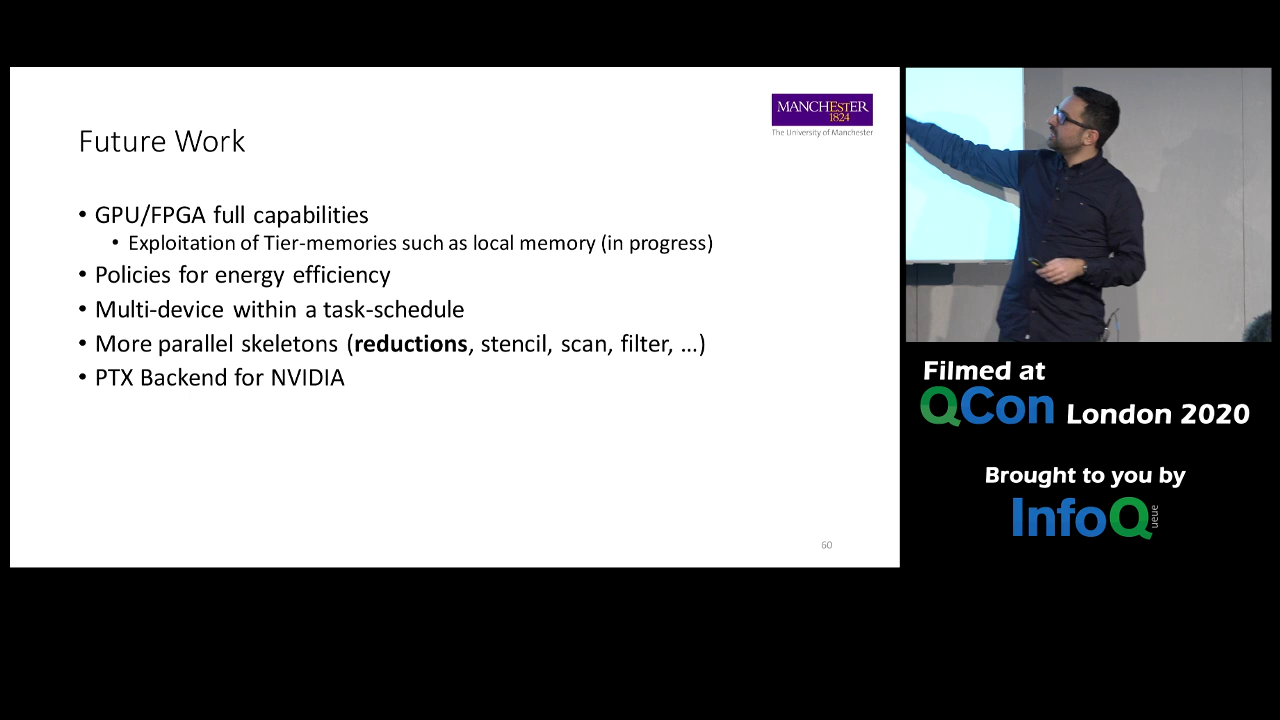 MANCHESTER
1824
The University of Manchester
Future Work
• GPU/FPGA full capabilities
• Exploitation of Tier-memories such as local memory (in progress)
• Policies for energy efficiency
• Multi-device within a task-schedule
• More parallel skeletons (reductions, stencil, scan, filter, ...)
• PTX Backend for NVIDIA
60
Filmed at
QCon London 2020
Brought to you by
InfoQueue